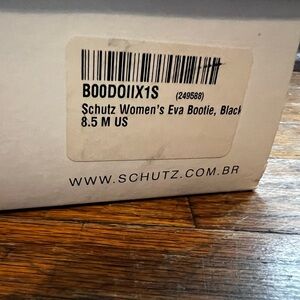 B00DOIIX1S (249588)
Schutz Women's Eva Bootie, Black
8.5 M US
WWW.SCHUTZ.COM.BR